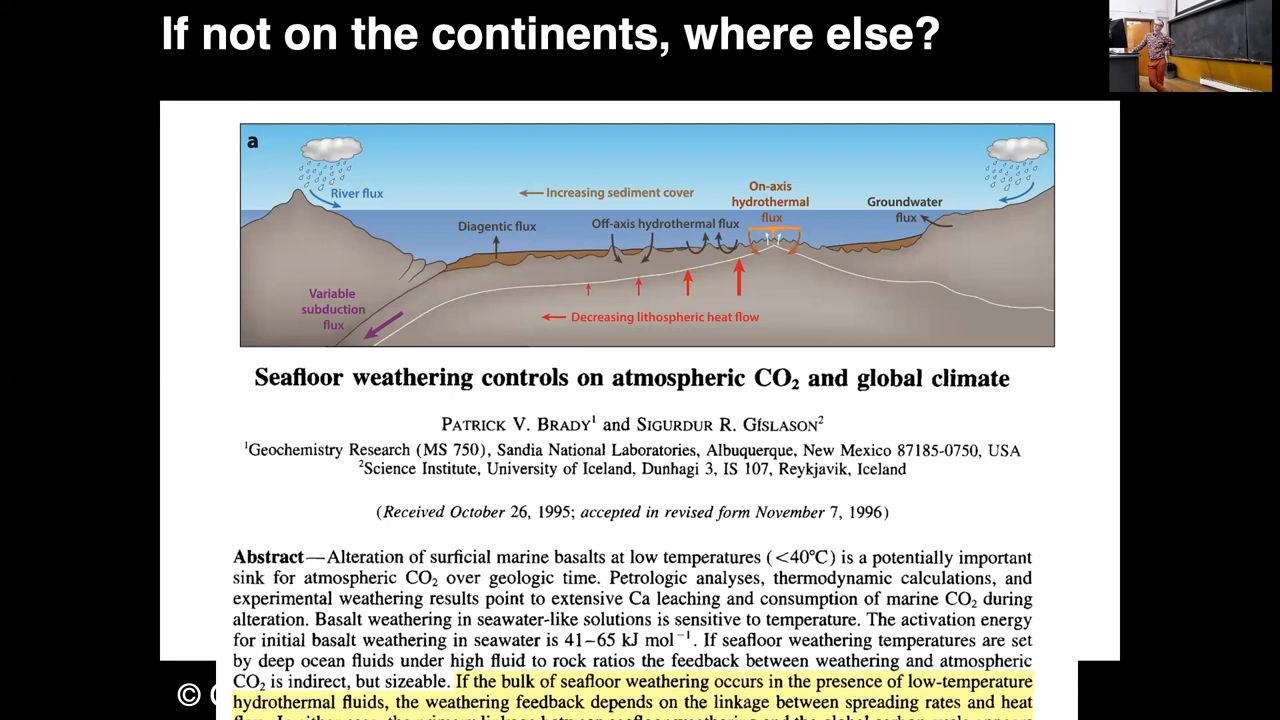 If not on the continents, where else?
a
River flux
Increasing sediment cover
On-axis
hydrothermal
flux
Groundwater
flux
Diagentic flux
Off-axis hydrothermal flux
Variable
subduction
flux
Decreasing lithospheric heat flow
Seafloor weathering controls on atmospheric CO₂ and global climate
PATRICK V. BRADY¹ and SIGURDUR R. GÍSLASON²
¹Geochemistry Research (MS 750), Sandia National Laboratories, Albuquerque, New Mexico 87185-0750, USA
²Science Institute, University of Iceland, Dunhagi 3, IS 107, Reykjavik, Iceland
(Received October 26, 1995; accepted in revised form November 7, 1996)
Abstract—Alteration of surficial marine basalts at low temperatures (<40°C) is a potentially important
sink for atmospheric CO₂ over geologic time. Petrologic analyses, thermodynamic calculations, and
experimental weathering results point to extensive Ca leaching and consumption of marine CO₂ during
alteration. Basalt weathering in seawater-like solutions is sensitive to temperature. The activation energy
for initial basalt weathering in seawater is 41–65 kJ mol⁻¹. If seafloor weathering temperatures are set
by deep ocean fluids under high fluid to rock ratios the feedback between weathering and atmospheric
CO₂ is indirect, but sizeable. If the bulk of seafloor weathering occurs in the presence of low-temperature
hydrothermal fluids, the weathering feedback depends on the linkage between spreading rates and heat
©